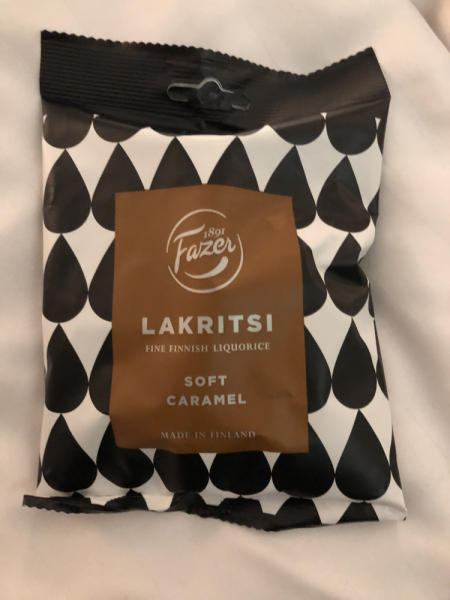 1891
Fazer
LAKRITSI
FINE FINNISH LIQUORICE
SOFT
CARAMEL
MADE IN FINLAND